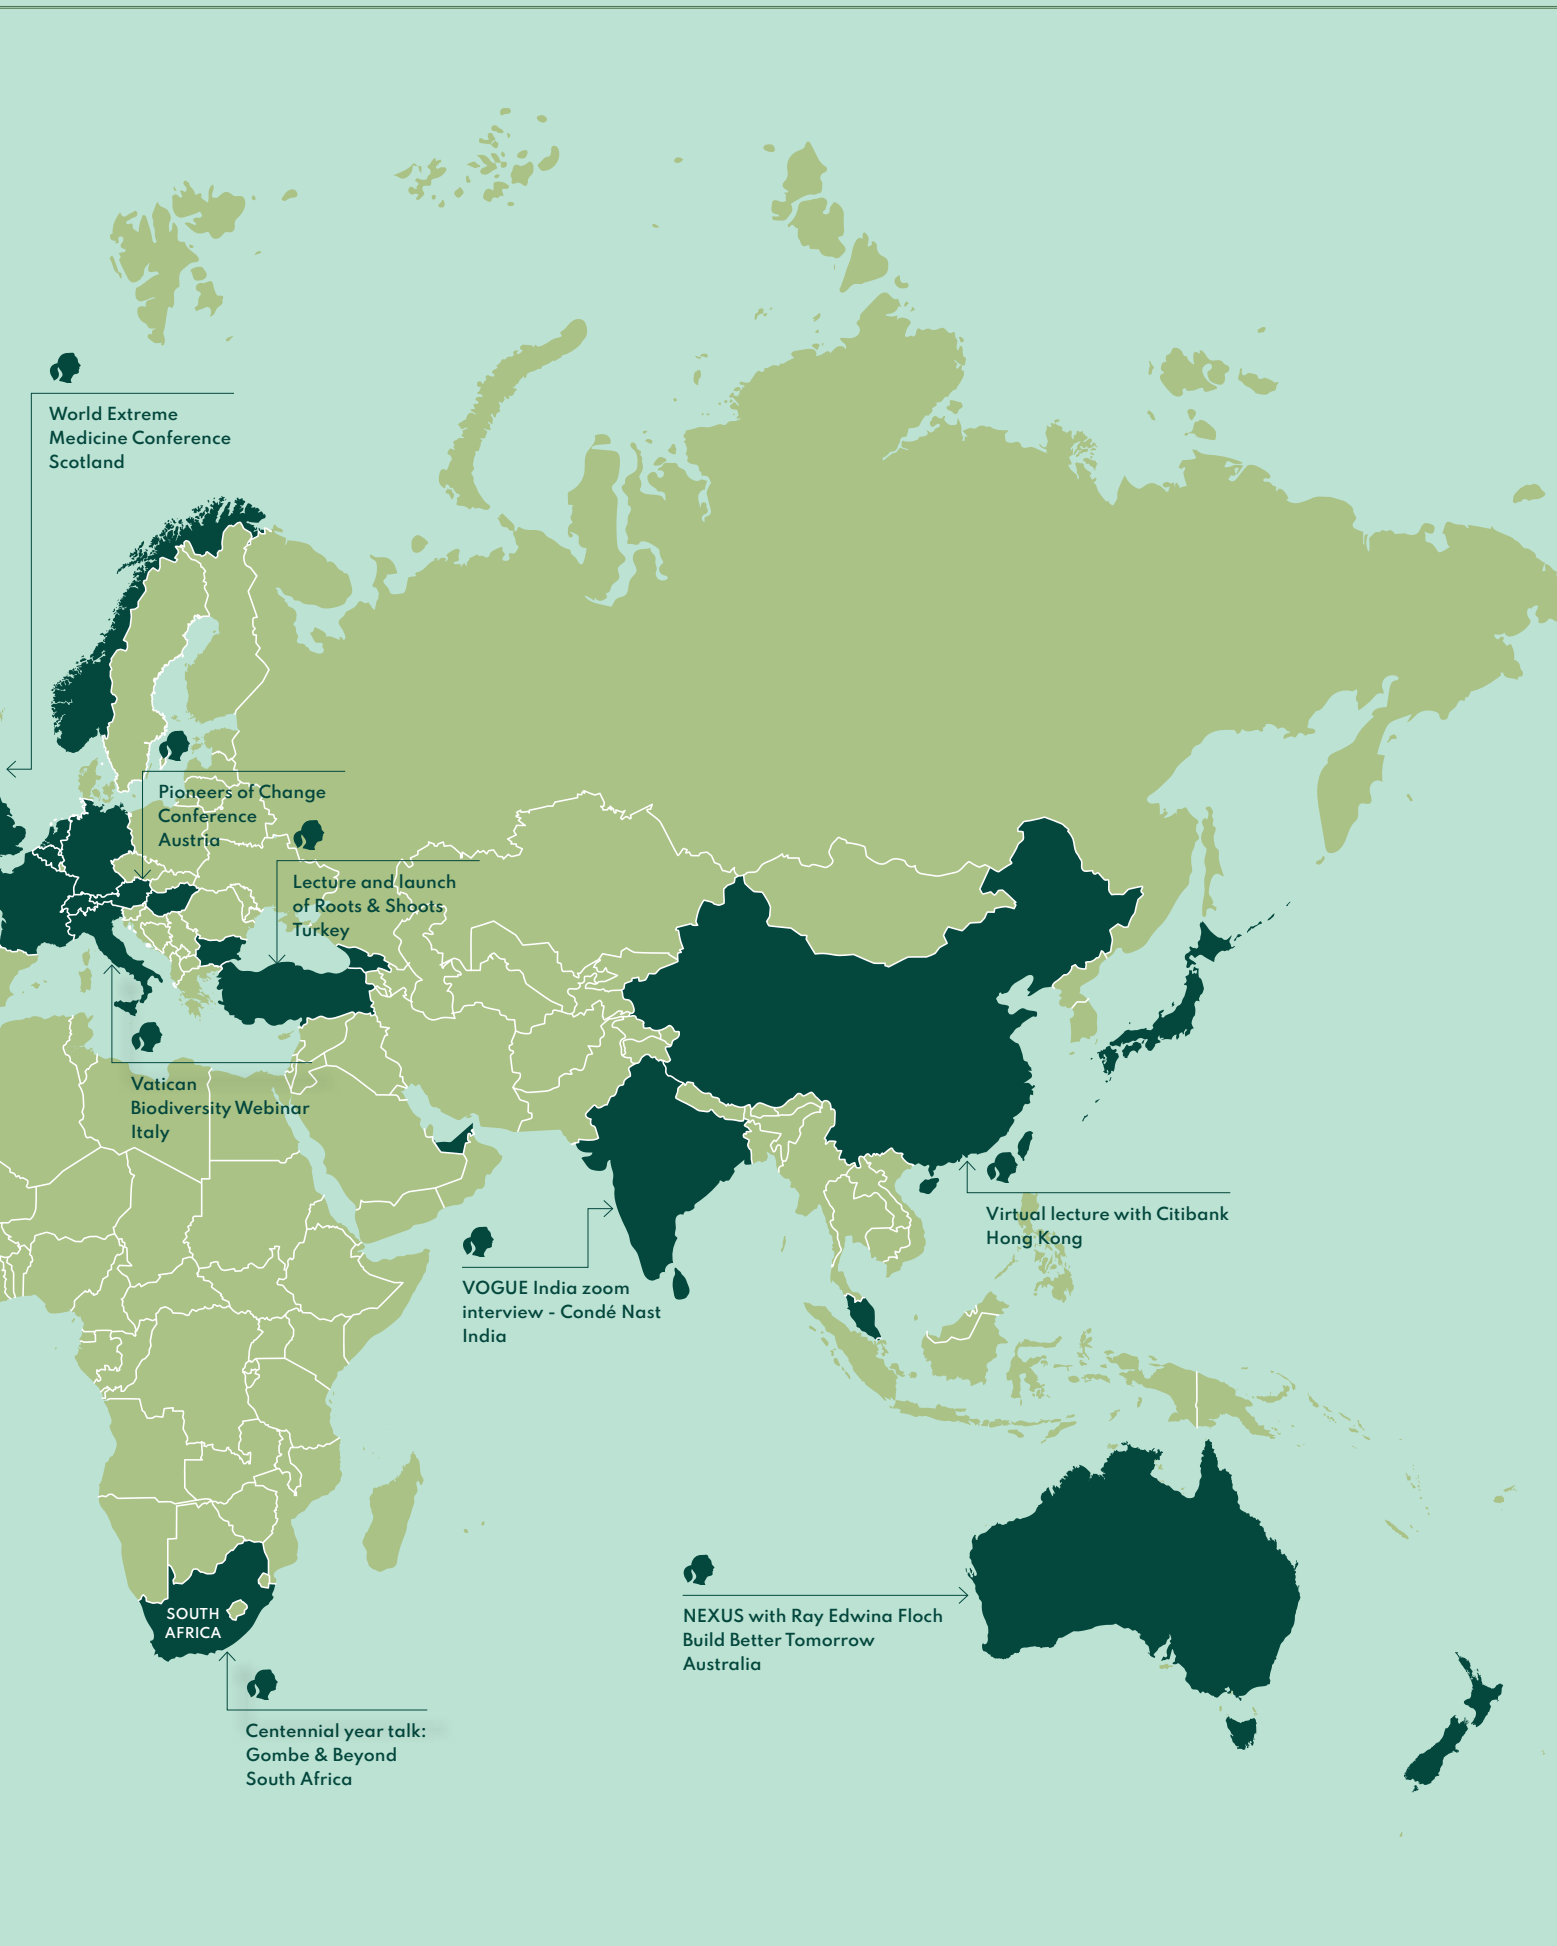 World Extreme
Medicine Conference
Scotland
Pioneers of Change
Conference
Austria
Lecture and launch
of Roots & Shoots
Turkey
Vatican
Biodiversity Webinar
Italy
Virtual lecture with Citibank
Hong Kong
VOGUE India zoom
interview - Condé Nast
India
NEXUS with Ray Edwina Floch
Build Better Tomorrow
Australia
SOUTH
AFRICA
Centennial year talk:
Gombe & Beyond
South Africa